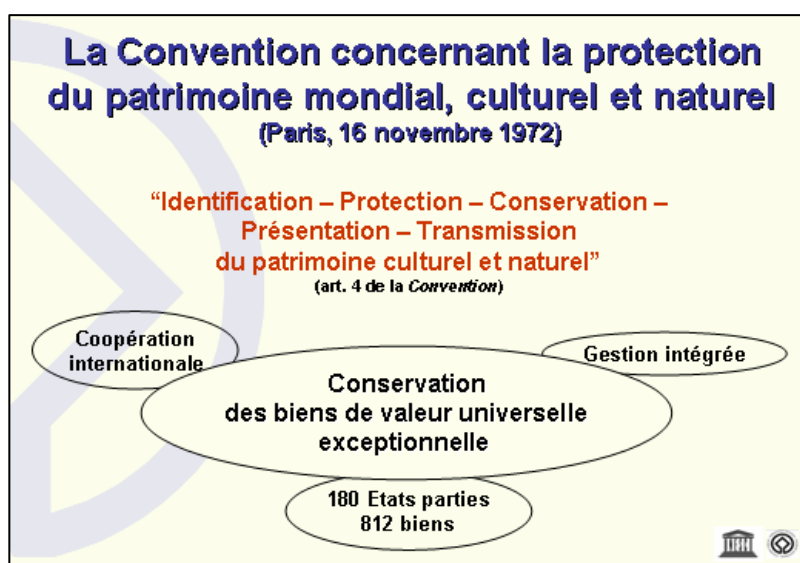 La Convention concernant la protection
du patrimoine mondial, culturel et naturel
(Paris, 16 novembre 1972)
“Identification – Protection – Conservation –
Présentation – Transmission
du patrimoine culturel et naturel”
(art. 4 de la Convention)
Coopération
internationale
Gestion intégrée
Conservation
des biens de valeur universelle
exceptionnelle
180 Etats parties
812 biens